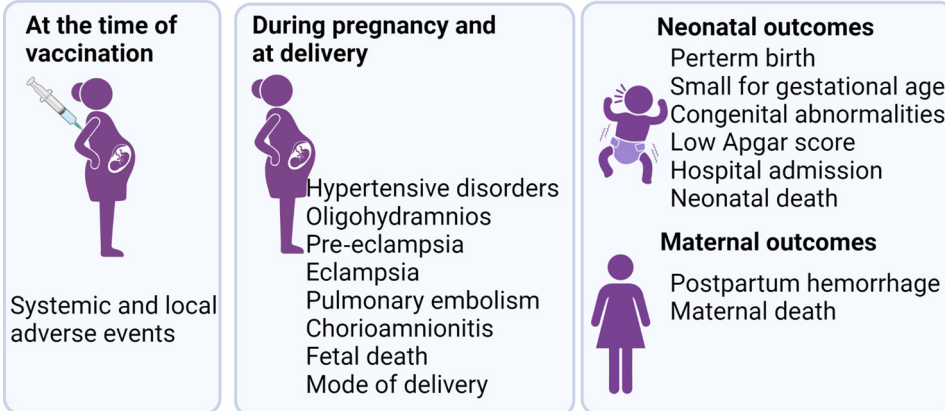 At the time of
vaccination
Systemic and local
adverse events
During pregnancy and
at delivery
Hypertensive disorders
Oligohydramnios
Pre-eclampsia
Eclampsia
Pulmonary embolism
Chorioamnionitis
Fetal death
Mode of delivery
Neonatal outcomes
Perterm birth
Small for gestational age
Congenital abnormalities
Low Apgar score
Hospital admission
Neonatal death
Maternal outcomes
Postpartum hemorrhage
Maternal death